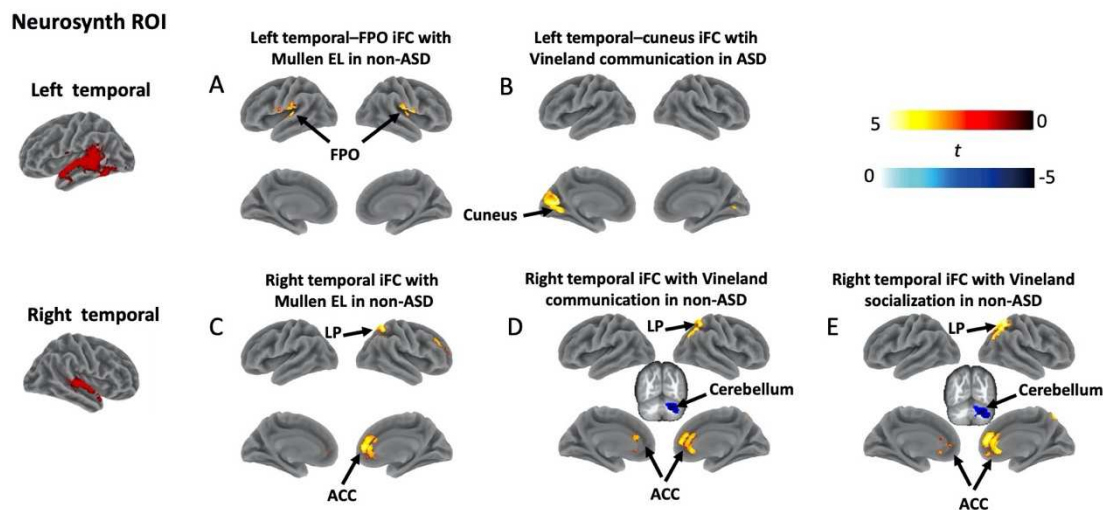 Neurosynth ROI
Left temporal
A
Left temporal–FPO iFC with
Mullen EL in non-ASD
FPO
B
Left temporal–cuneus iFC wtih
Vineland communication in ASD
Cuneus
5
0
t
0
-5
Right temporal
C
Right temporal iFC with
Mullen EL in non-ASD
LP
ACC
D
Right temporal iFC with Vineland
communication in non-ASD
LP
Cerebellum
ACC
E
Right temporal iFC with Vineland
socialization in non-ASD
LP
Cerebellum
ACC